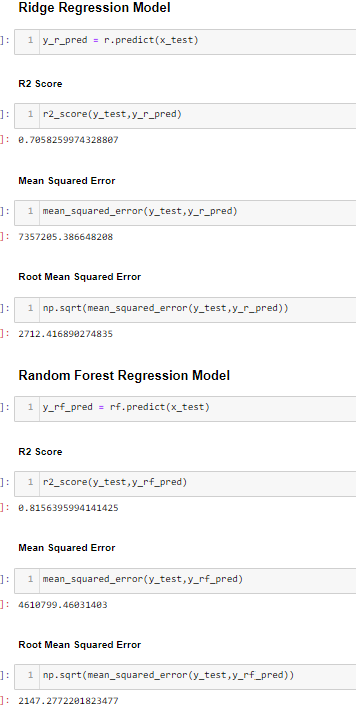 Ridge Regression Model
]: 1 y_r_pred = r.predict(x_test)
R2 Score
]: 1 r2_score(y_test,y_r_pred)
]: 0.7058259974328807
Mean Squared Error
]: 1 mean_squared_error(y_test,y_r_pred)
]: 7357205.386648208
Root Mean Squared Error
]: 1 np.sqrt(mean_squared_error(y_test,y_r_pred))
]: 2712.416890274835
Random Forest Regression Model
]: 1 y_rf_pred = rf.predict(x_test)
R2 Score
]: 1 r2_score(y_test,y_rf_pred)
]: 0.8156395994141425
Mean Squared Error
]: 1 mean_squared_error(y_test,y_rf_pred)
]: 4610799.46031403
Root Mean Squared Error
]: 1 np.sqrt(mean_squared_error(y_test,y_rf_pred))
]: 2147.2772201823477